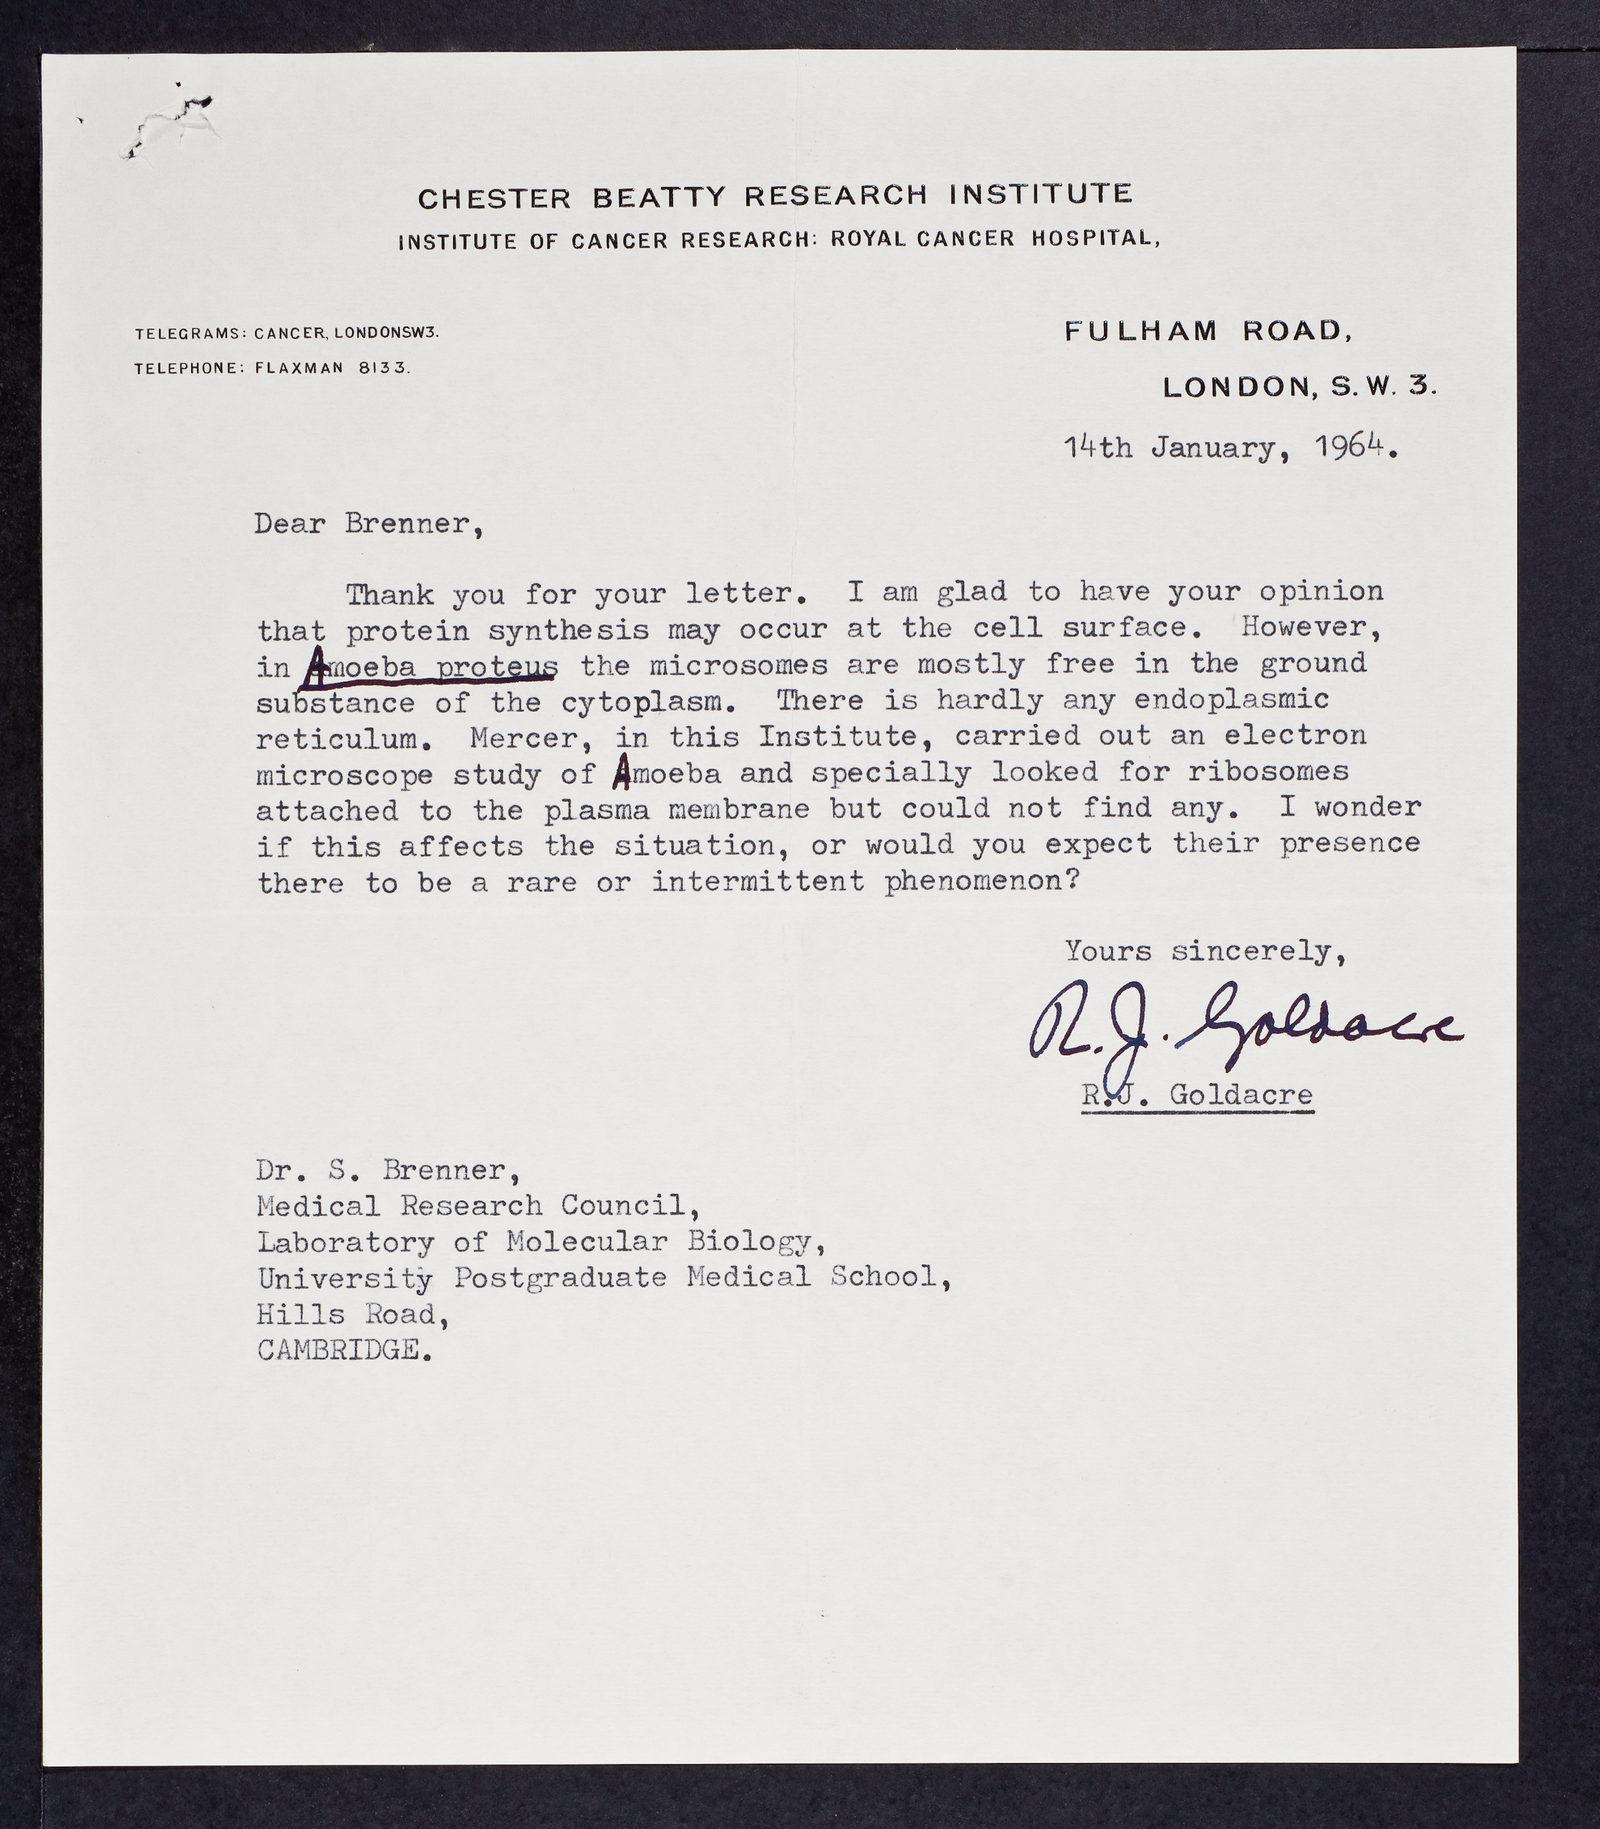 CHESTER BEATTY RESEARCH INSTITUTE
INSTITUTE OF CANCER RESEARCH: ROYAL CANCER HOSPITAL,
TELEGRAMS: CANCER, LONDONSW3.
TELEPHONE: FLAXMAN 8133.
FULHAM ROAD,
LONDON, S.W. 3.
14th January, 1964.
Dear Brenner,
Thank you for your letter. I am glad to have your opinion
that protein synthesis may occur at the cell surface. However,
in Amoeba proteus the microsomes are mostly free in the ground
substance of the cytoplasm. There is hardly any endoplasmic
reticulum. Mercer, in this Institute, carried out an electron
microscope study of Amoeba and specially looked for ribosomes
attached to the plasma membrane but could not find any. I wonder
if this affects the situation, or would you expect their presence
there to be a rare or intermittent phenomenon?
Yours sincerely,
R. J. Goldacre
R.J. Goldacre
Dr. S. Brenner,
Medical Research Council,
Laboratory of Molecular Biology,
University Postgraduate Medical School,
Hills Road,
CAMBRIDGE.